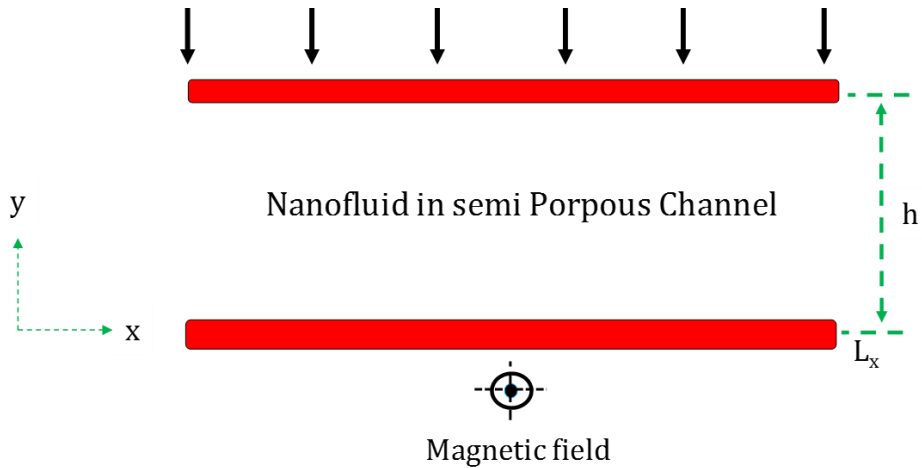 Nanofluid in semi Porpous Channel
y
h
x
Lₓ
Magnetic field